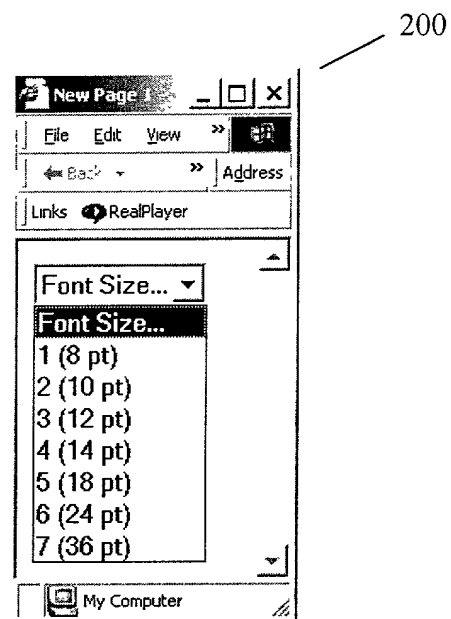 200
New Page 1
File Edit View »
Back » Address
Links RealPlayer
Font Size...
Font Size...
1 (8 pt)
2 (10 pt)
3 (12 pt)
4 (14 pt)
5 (18 pt)
6 (24 pt)
7 (36 pt)
My Computer